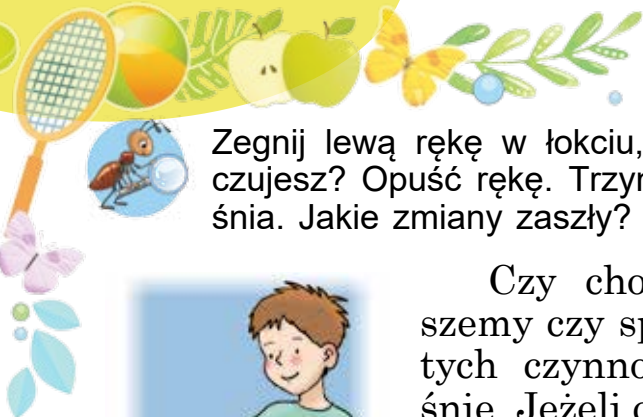 Zegnij lewą rękę w łokciu,
czujesz? Opuść rękę. Trzym
śnia. Jakie zmiany zaszły?
Czy cho
szemy czy sp
tych czynno
śnie. Jeżeli